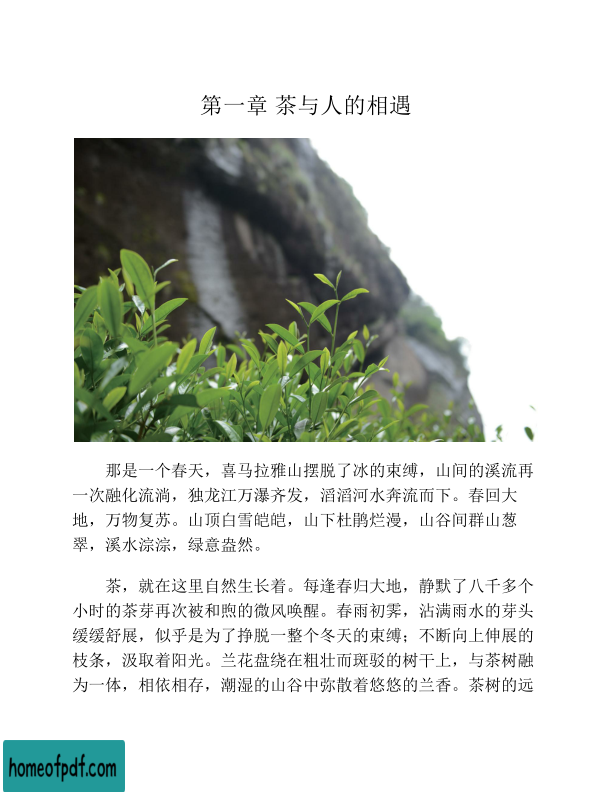 第一章 茶与人的相遇
那是一个春天，喜马拉雅山摆脱了冰的束缚，山间的溪流再
一次融化流淌，独龙江万瀑齐发，滔滔河水奔流而下。春回大
地，万物复苏。山顶白雪皑皑，山下杜鹃烂漫，山谷间群山葱
翠，溪水淙淙，绿意盎然。
茶，就在这里自然生长着。每逢春归大地，静默了八千多个
小时的茶芽再次被和煦的微风唤醒。春雨初霁，沾满雨水的芽头
缓缓舒展，似乎是为了挣脱一整个冬天的束缚；不断向上伸展的
枝条，汲取着阳光。兰花盘绕在粗壮而斑驳的树干上，与茶树融
为一体，相依相存，潮湿的山谷中弥散着悠悠的兰香。茶树的远
homeofpdf.com